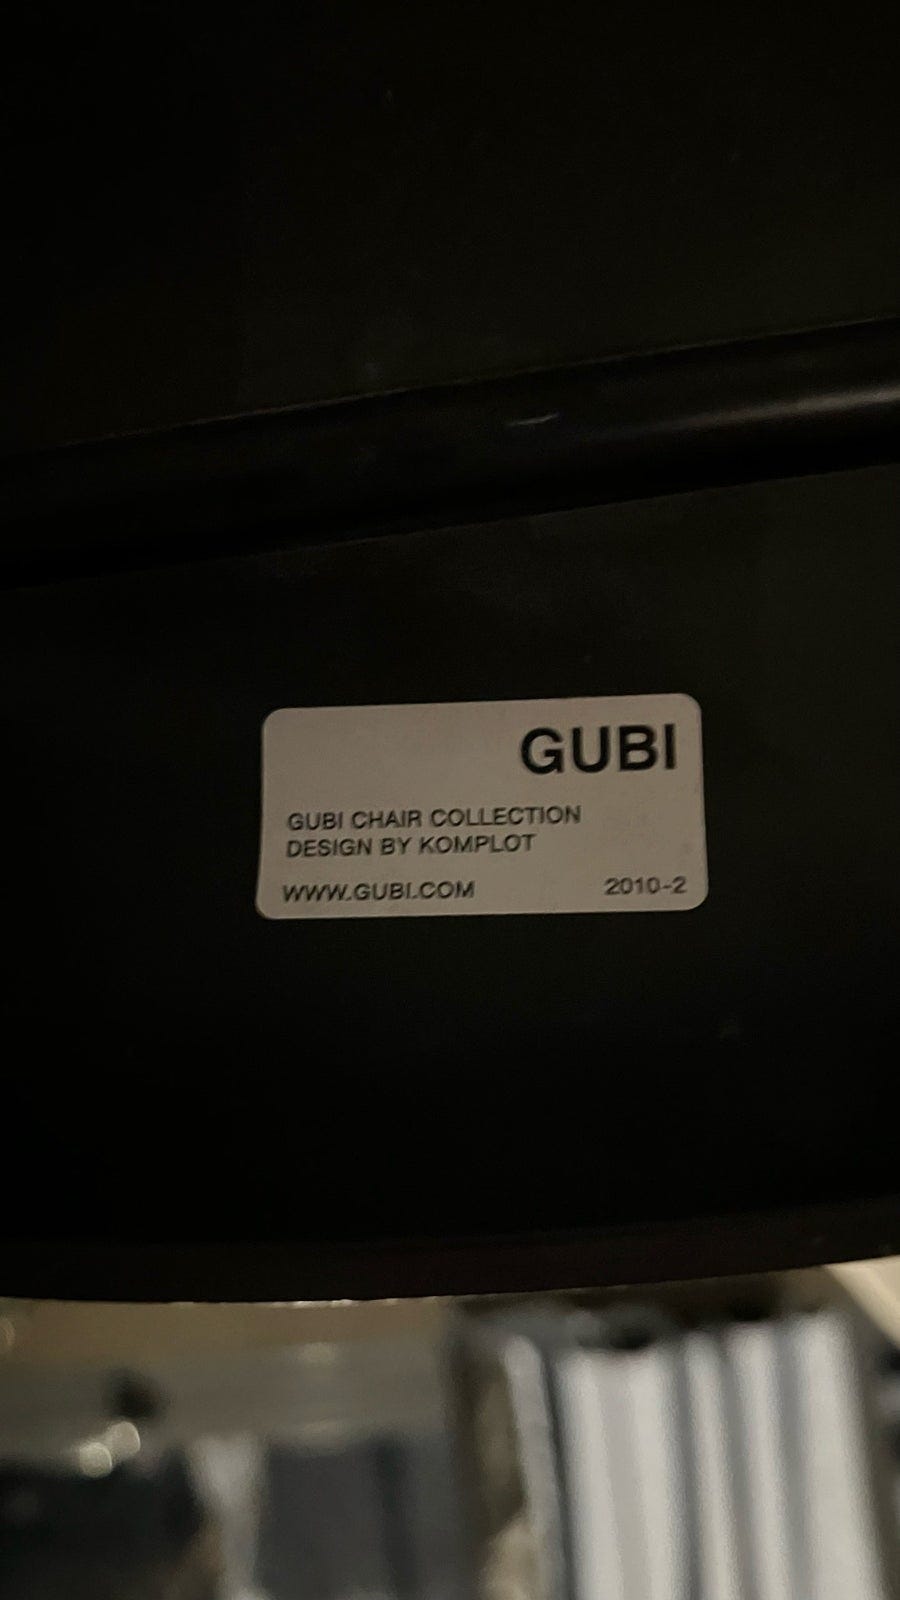 GUBI
GUBI CHAIR COLLECTION
DESIGN BY KOMPLOT
WWW.GUBI.COM 2010-2